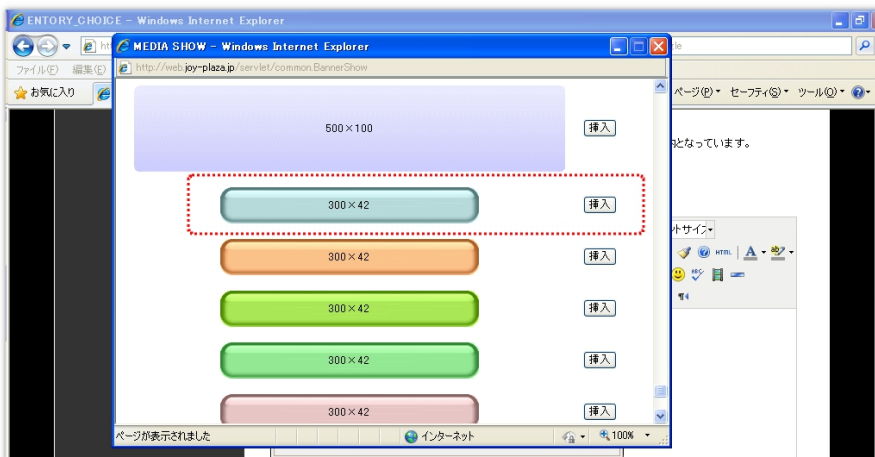 ENTORY_CHOICE - Windows Internet Explorer
MEDIA SHOW - Windows Internet Explorer
http://web.joy-plaza.jp/servlet/common.BannerShow
ファイル(F) 編集(E)
お気に入り
ページ(P) セーフティ(S) ツール(O)
500×100 挿入
となっています。
300×42 挿入
300×42 挿入
HTML
ABC
300×42 挿入
300×42 挿入
300×42 挿入
ページが表示されました インターネット 100%